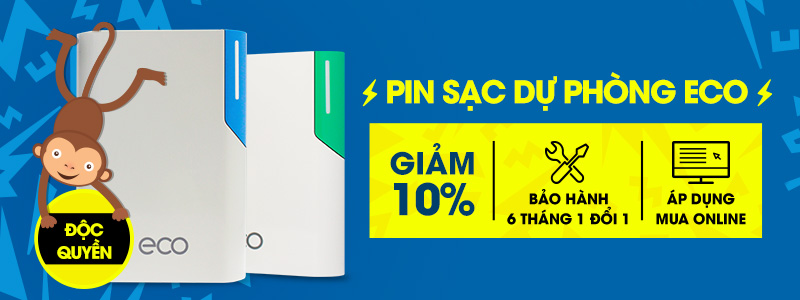 PIN SẠC DỰ PHÒNG ECO
GIẢM
10%
BẢO HÀNH
6 THÁNG 1 ĐỔI 1
ÁP DỤNG
MUA ONLINE
ĐỘC
QUYỀN
eco
co